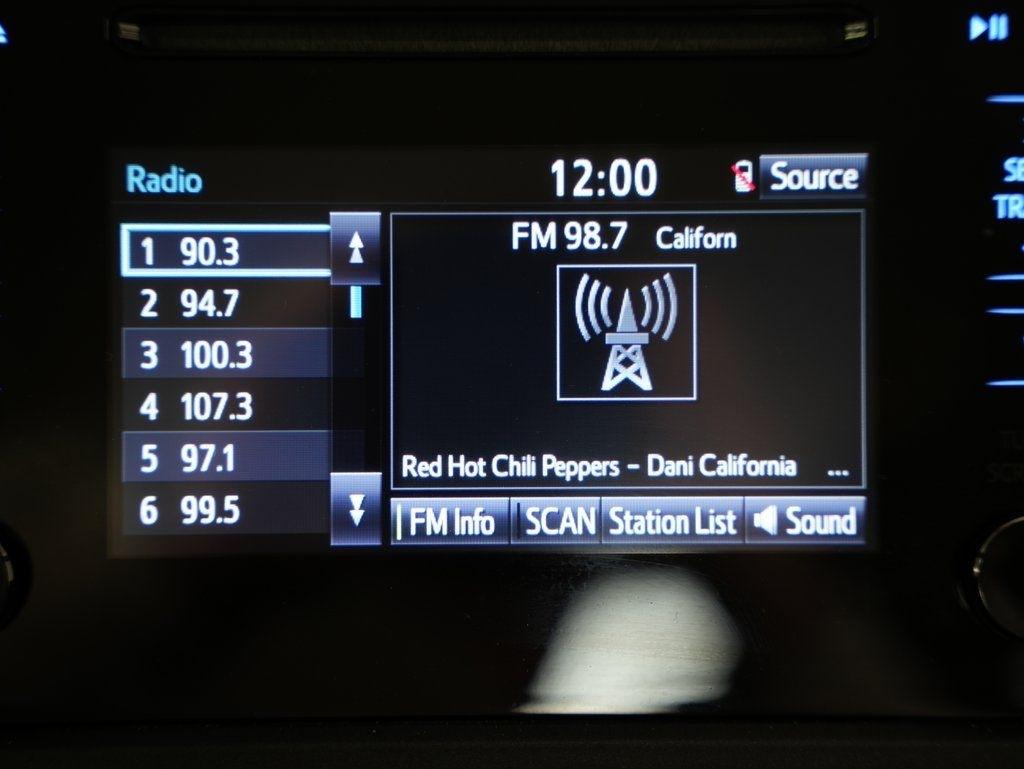 Radio 12:00 Source
1 90.3
2 94.7
3 100.3
4 107.3
5 97.1
6 99.5
FM 98.7 Californ
Red Hot Chili Peppers - Dani California ...
FM Info SCAN Station List Sound
SE
TR